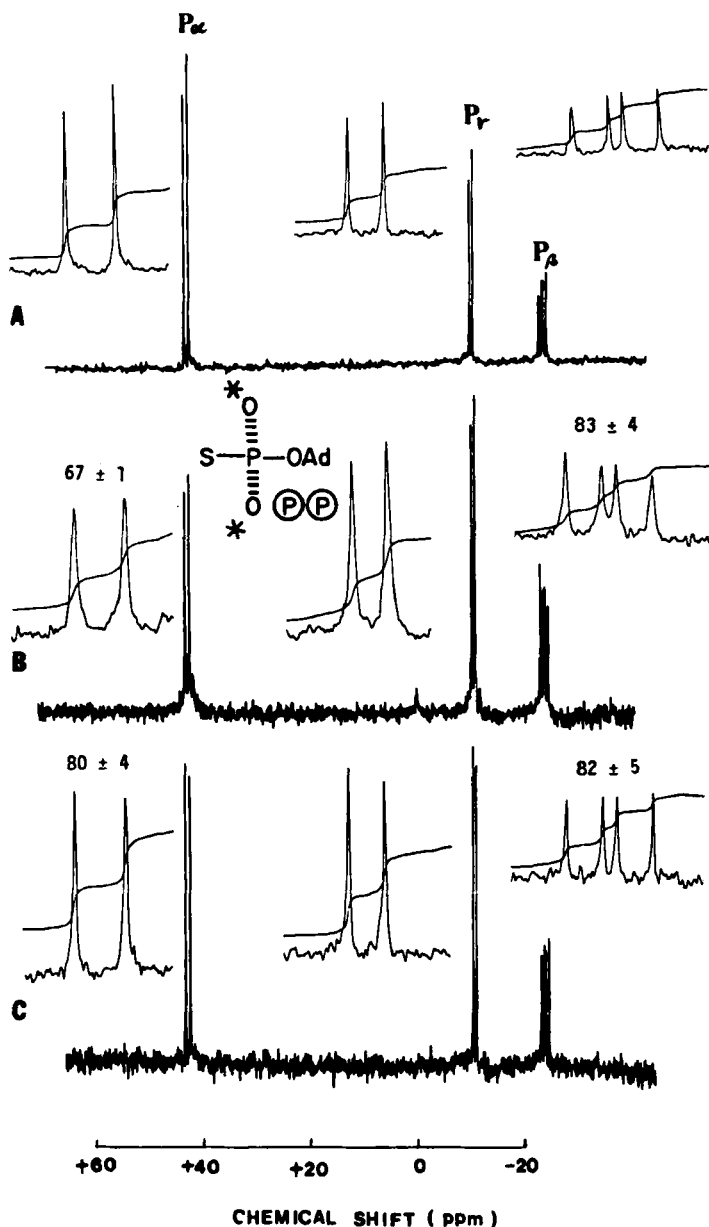 Pα
Pγ
Pβ
A
*
O
S—P—OAd
O P P
*
67 ± 1
83 ± 4
B
80 ± 4
82 ± 5
C
+60 +40 +20 0 -20
CHEMICAL SHIFT (ppm)